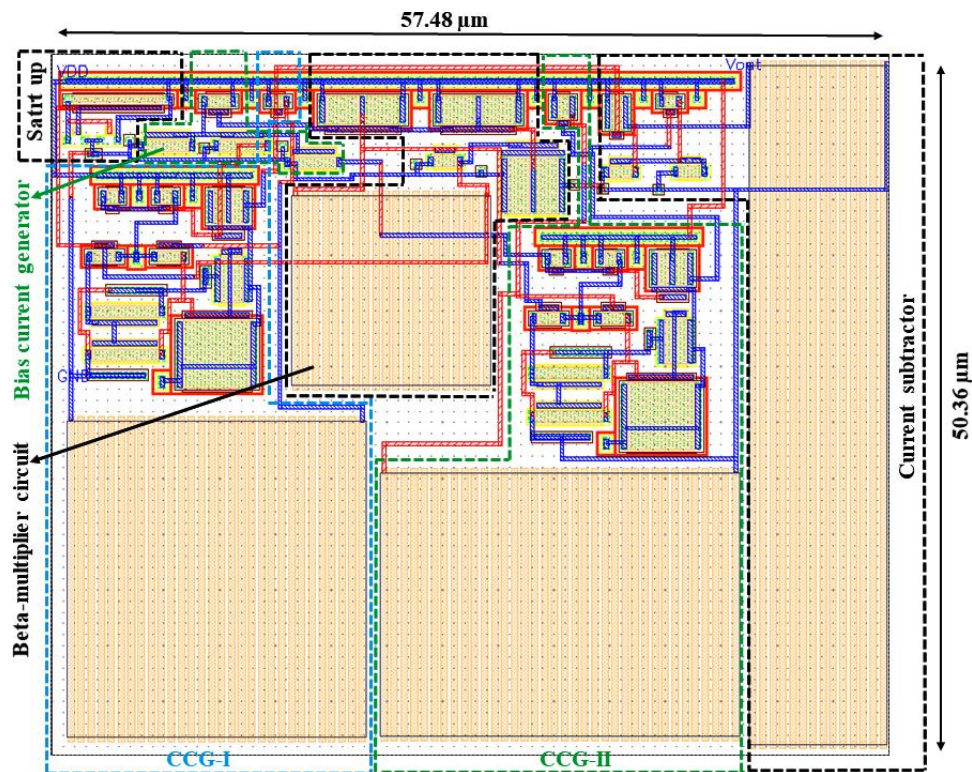 57.48 µm
VDD
Vout
Satrt up
Bias current generator
GND
Beta-multiplier circuit
50.36 µm
Current subtractor
CCG-I
CCG-II